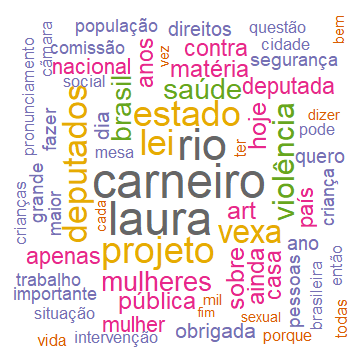 população direitos questão bem
câmara
comissão contra cidade
pronunciamento
nacional anos vez matéria segurança
social brasil saúde deputada
fazer dia estado hoje dizer
deputados mesa lei rio ter violência pode
crianças grande maior carneiro quero
cada laura país criança
projeto art vexa
apenas sobre ainda casa pessoas ano brasileira então
trabalho mulheres
importante pública mil
situação mulher fim sexual todas
vida intervenção obrigada porque